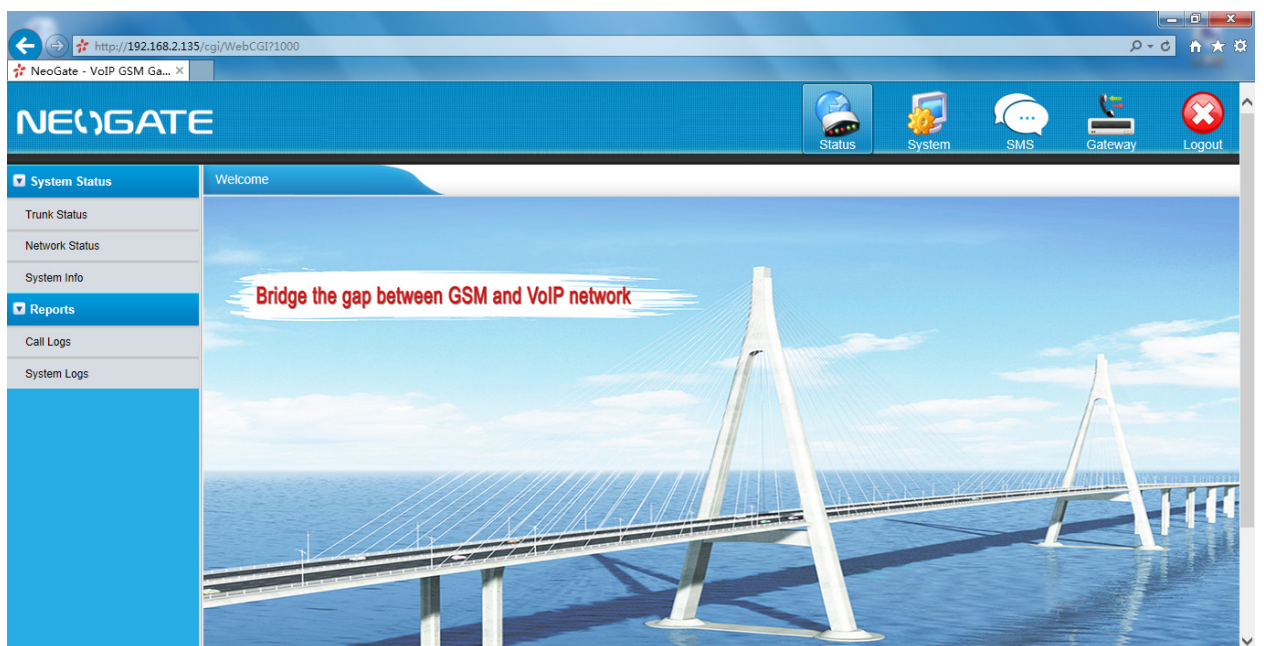 http://192.168.2.135/cgi/WebCGI?1000
NeoGate - VoIP GSM Ga...
NEOGATE
Status
System
SMS
Gateway
Logout
System Status
Welcome
Trunk Status
Network Status
System Info
Reports
Call Logs
System Logs
Bridge the gap between GSM and VoIP network